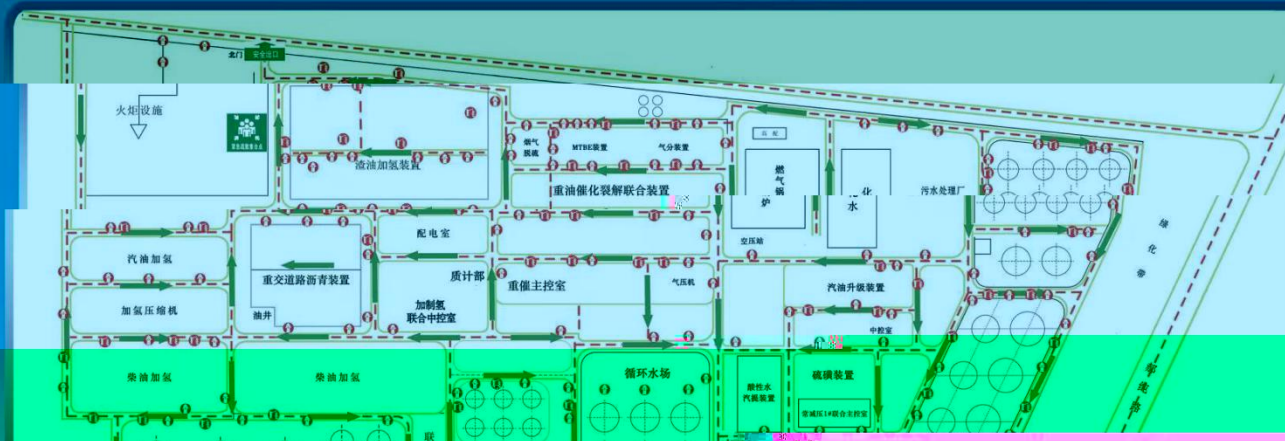 北门
安全出口
火炬设施
渣油加氢装置
烟气
脱硫
MTBE装置
气分装置
重油催化裂解联合装置
燃气锅炉
化
水
污水处理厂
绿化带
配电室
空压站
汽油加氢
重交道路沥青装置
质计部
重催主控室
气压机
汽油升级装置
加氢压缩机
油井
加制氢
联合中控室
中控室
柴油加氢
柴油加氢
循环水场
酸性水
汽提装置
硫磺装置
常减压1#联合主控室
联